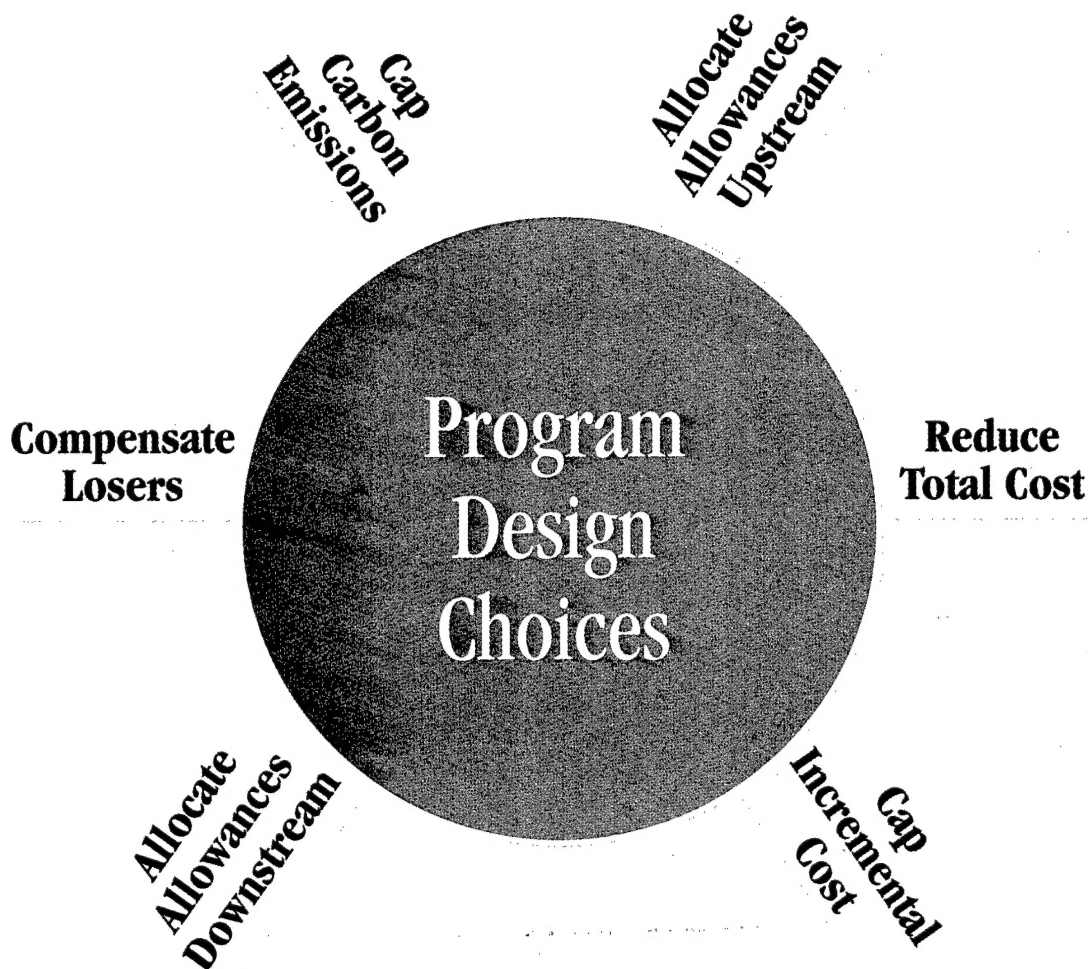 Cap
Carbon
Emissions
Allocate
Allowances
Upstream
Compensate
Losers
Program
Design
Choices
Reduce
Total Cost
Allocate
Allowances
Downstream
Cap
Incremental
Cost